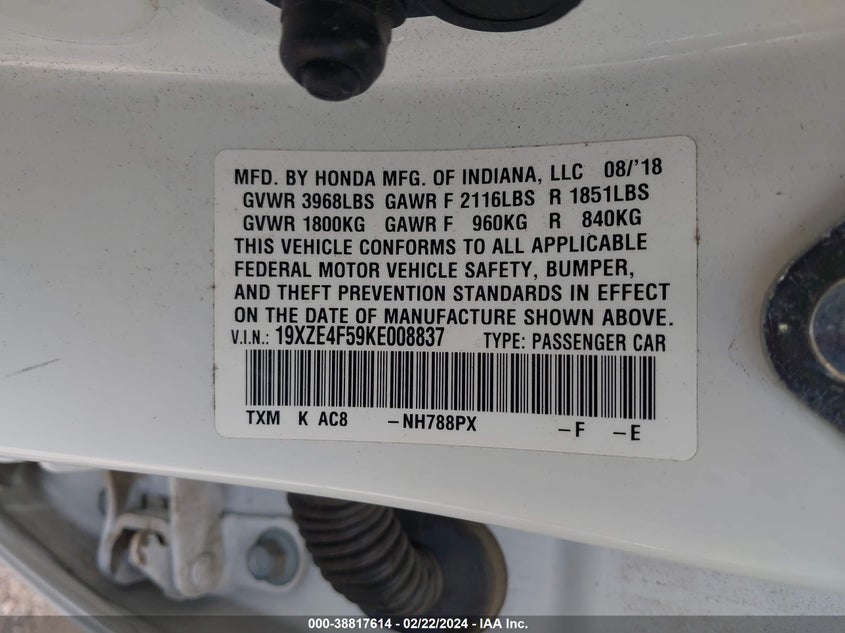 MFD. BY HONDA MFG. OF INDIANA, LLC 08/'18
GVWR 3968LBS GAWR F 2116LBS R 1851LBS
GVWR 1800KG GAWR F 960KG R 840KG
THIS VEHICLE CONFORMS TO ALL APPLICABLE
FEDERAL MOTOR VEHICLE SAFETY, BUMPER,
AND THEFT PREVENTION STANDARDS IN EFFECT
ON THE DATE OF MANUFACTURE SHOWN ABOVE.
V.I.N.: 19XZE4F59KE008837 TYPE: PASSENGER CAR
TXM K AC8 -NH788PX -F -E
000-38817614 - 02/22/2024 - IAA, Inc.